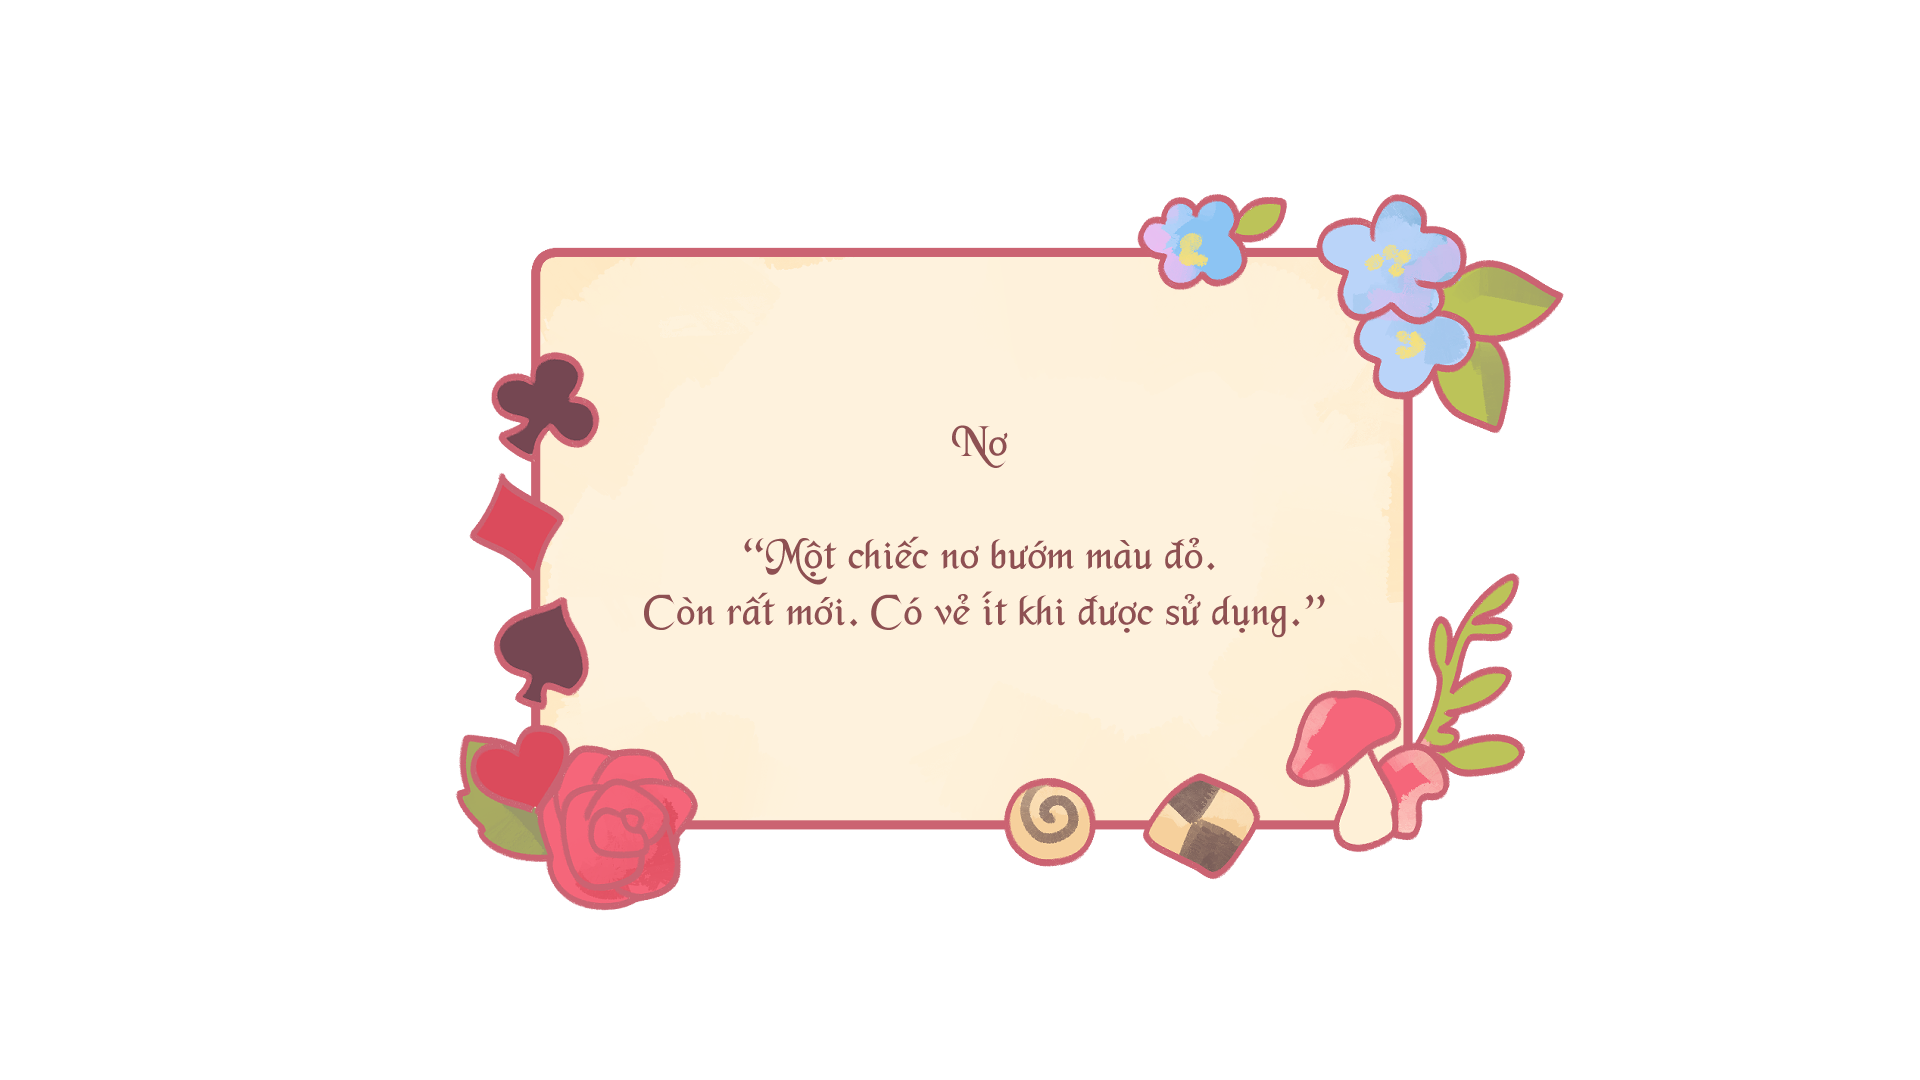 Nơ
“Một chiếc nơ bướm màu đỏ.
Còn rất mới. Có vẻ ít khi được sử dụng.”